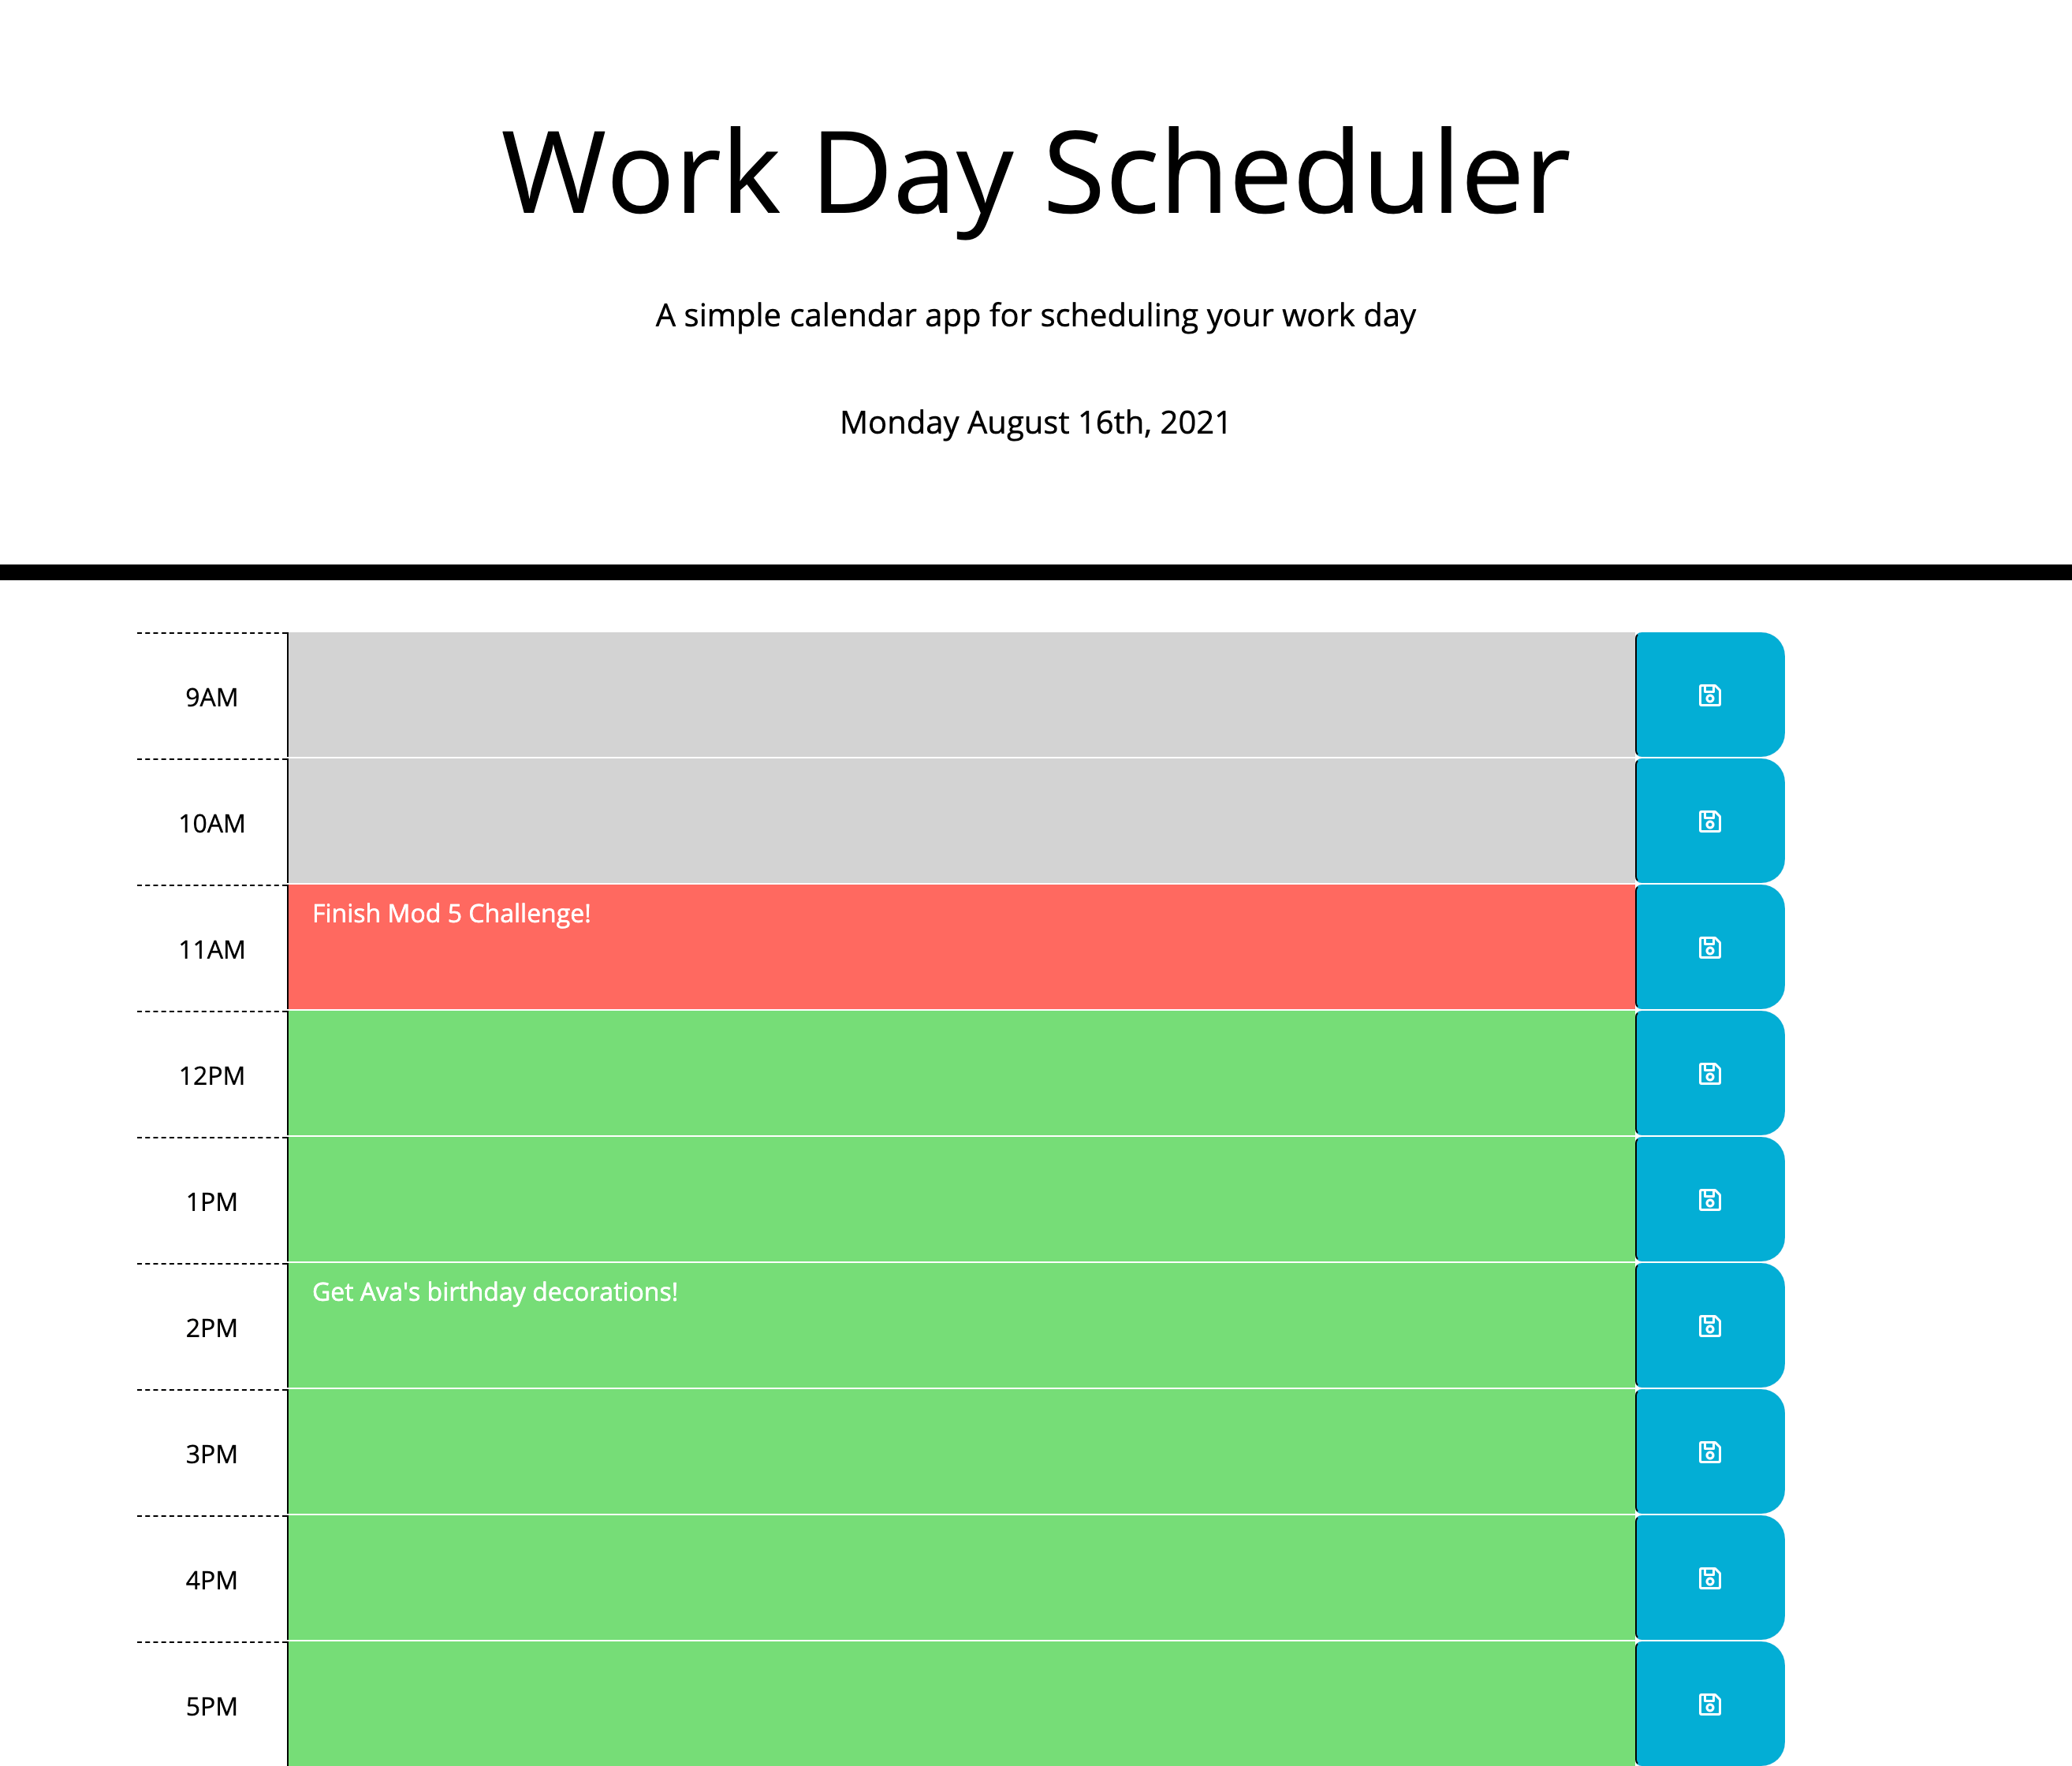 Work Day Scheduler
A simple calendar app for scheduling your work day
Monday August 16th, 2021
9AM
10AM
11AM
Finish Mod 5 Challenge!
12PM
1PM
2PM
Get Ava's birthday decorations!
3PM
4PM
5PM